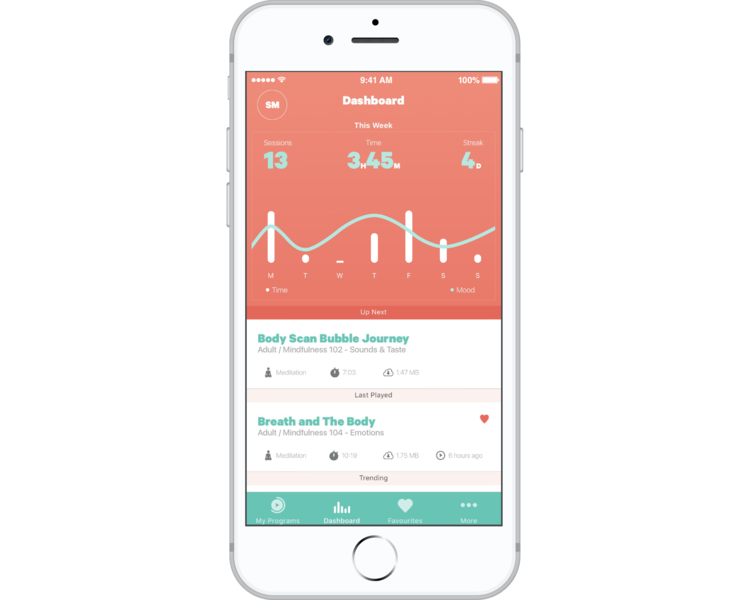 9:41 AM 100%
SM Dashboard
This Week
Sessions Time Streak
13 3H45M 4D
M T W T F S S
Time Mood
Up Next
Body Scan Bubble Journey
Adult / Mindfulness 102 - Sounds & Taste
Meditation 7:03 1.47 MB
Last Played
Breath and The Body
Adult / Mindfulness 104 - Emotions
Meditation 10:19 1.75 MB 6 hours ago
Trending
My Programs Dashboard Favourites More